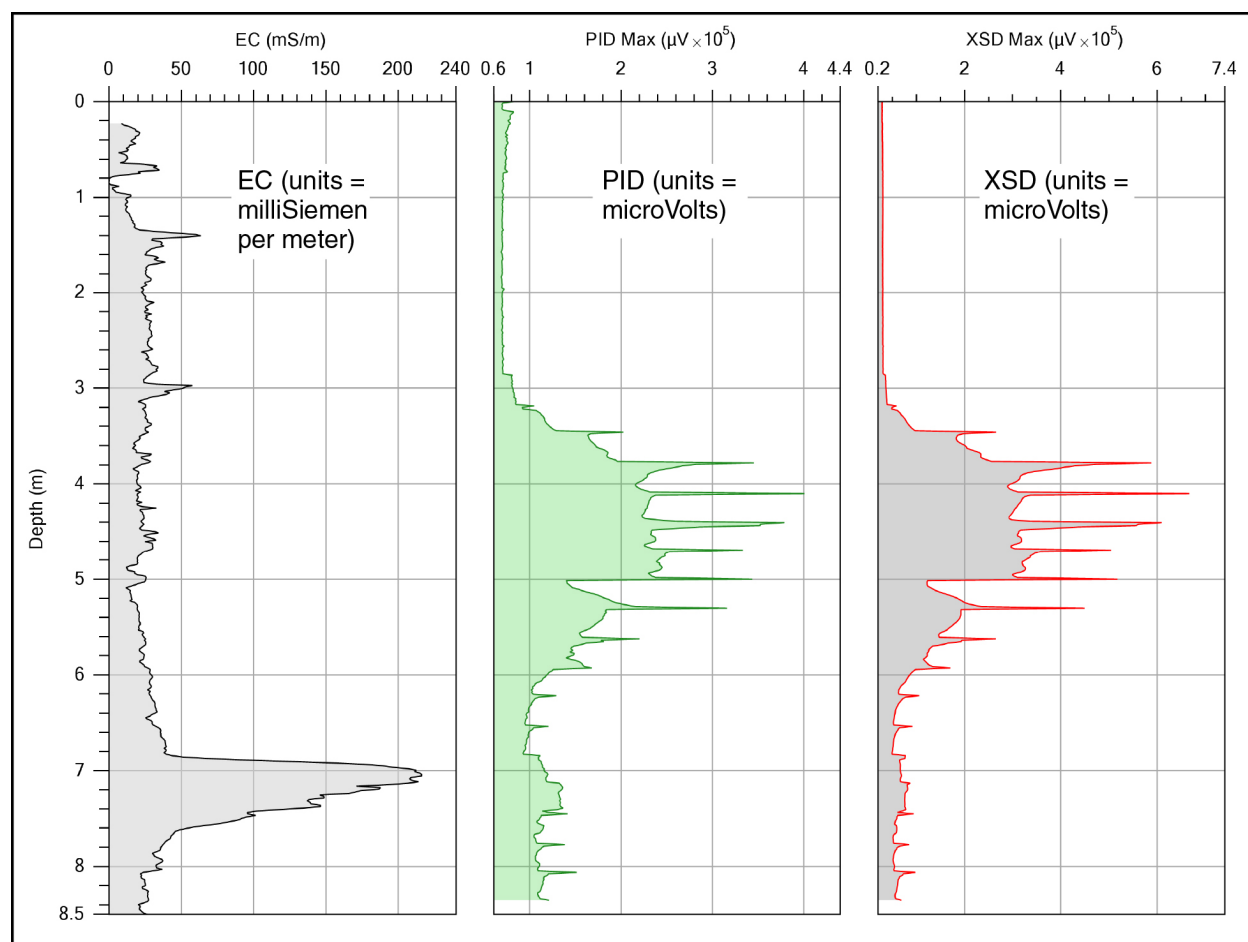 EC (mS/m)
0 50 100 150 200 240
PID Max (µV×10⁵)
0.6 1 2 3 4 4.4
XSD Max (µV×10⁵)
0.2 2 4 6 7.4
Depth (m)
0
1
2
3
4
5
6
7
8
8.5
EC (units =
milliSiemen
per meter)
PID (units =
microVolts)
XSD (units =
microVolts)